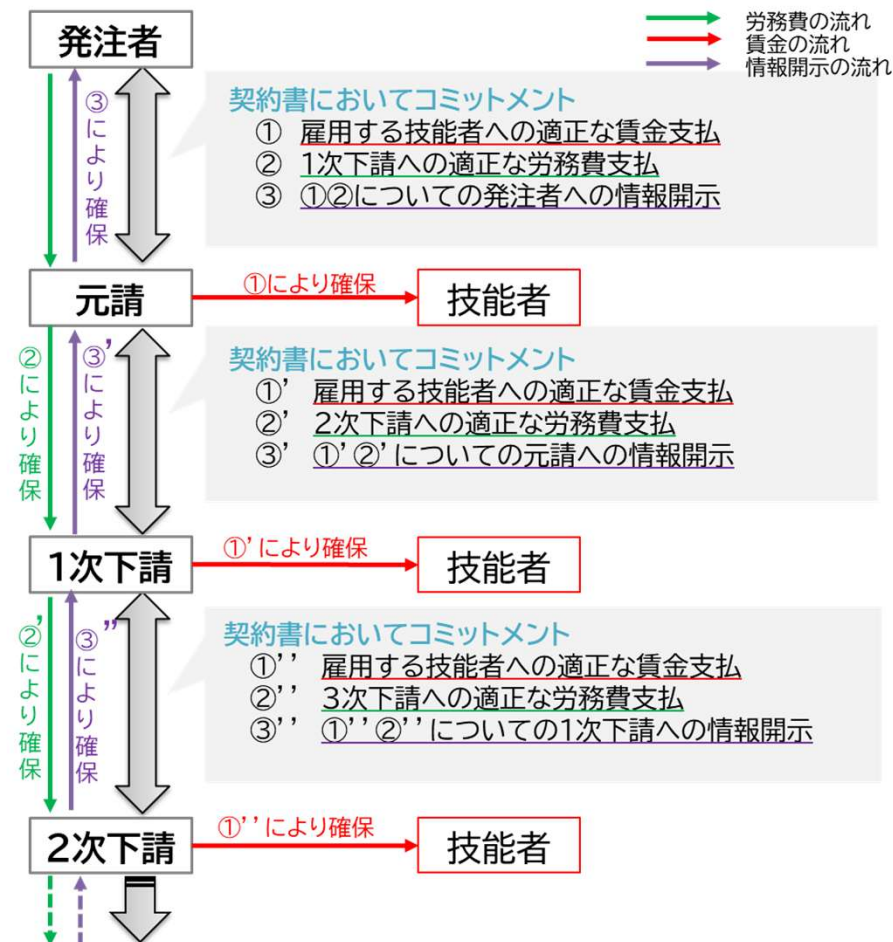 発注者
労務費の流れ
賃金の流れ
情報開示の流れ
③により確保
契約書においてコミットメント
① 雇用する技能者への適正な賃金支払
② 1次下請への適正な労務費支払
③ ①②についての発注者への情報開示
元請
①により確保
技能者
②により確保
③'により確保
契約書においてコミットメント
①' 雇用する技能者への適正な賃金支払
②' 2次下請への適正な労務費支払
③' ①'②'についての元請への情報開示
1次下請
①'により確保
技能者
②'により確保
③''により確保
契約書においてコミットメント
①'' 雇用する技能者への適正な賃金支払
②'' 3次下請への適正な労務費支払
③'' ①''②''についての1次下請への情報開示
2次下請
①''により確保
技能者